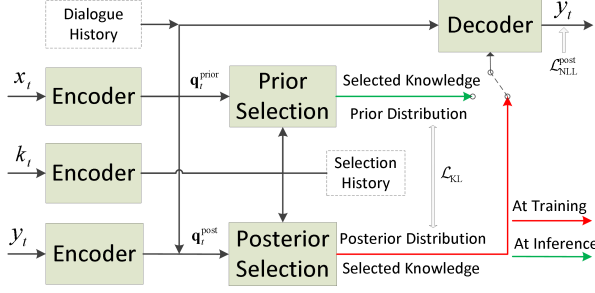 Dialogue
History
Decoder
y_t
L_NLL^post
x_t
Encoder
q_t^prior
Prior
Selection
Selected Knowledge
Prior Distribution
k_t
Encoder
Selection
History
L_KL
At Training
y_t
Encoder
q_t^post
Posterior
Selection
Posterior Distribution
Selected Knowledge
At Inference